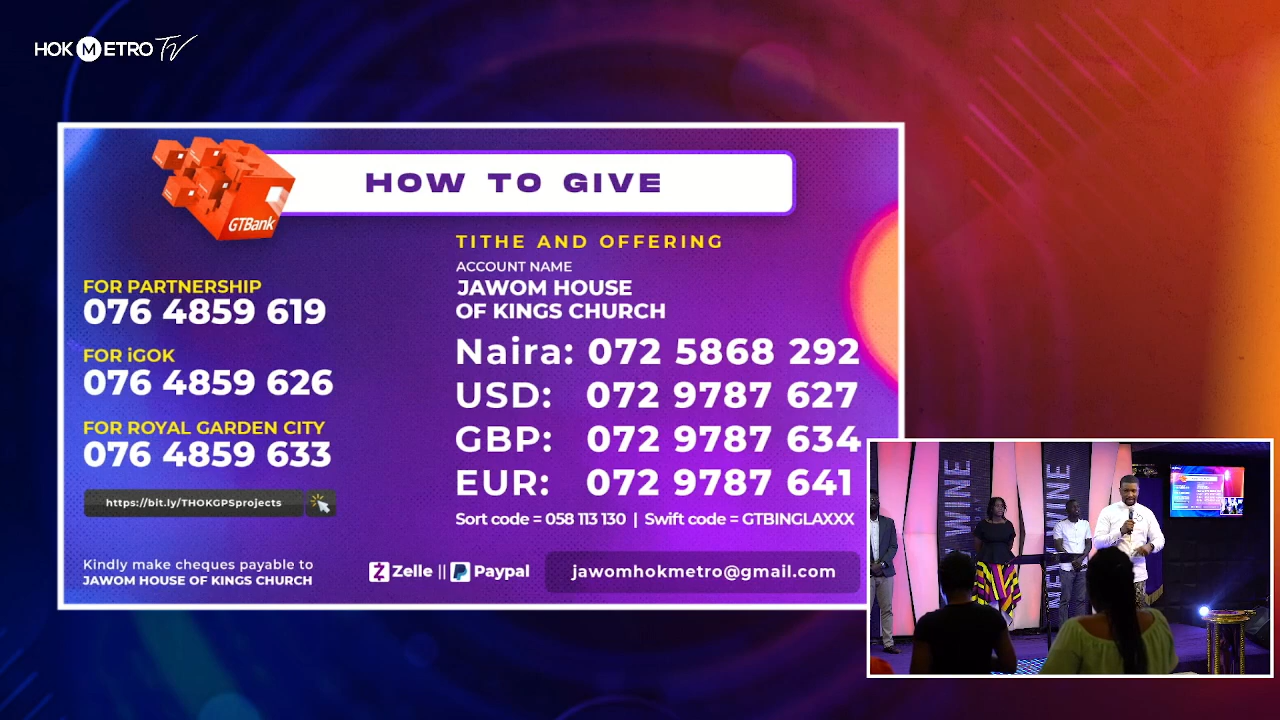 HOK METRO TV
HOW TO GIVE
GTBank
FOR PARTNERSHIP
076 4859 619
FOR iGOK
076 4859 626
FOR ROYAL GARDEN CITY
076 4859 633
https://bit.ly/THOKGPSprojects
Kindly make cheques payable to
JAWOM HOUSE OF KINGS CHURCH
TITHE AND OFFERING
ACCOUNT NAME
JAWOM HOUSE
OF KINGS CHURCH
Naira: 072 5868 292
USD: 072 9787 627
GBP: 072 9787 634
EUR: 072 9787 641
Sort code = 058 113 130 | Swift code = GTBINGLAXXX
Zelle || Paypal
jawomhokmetro@gmail.com
WINE
NEW WINE